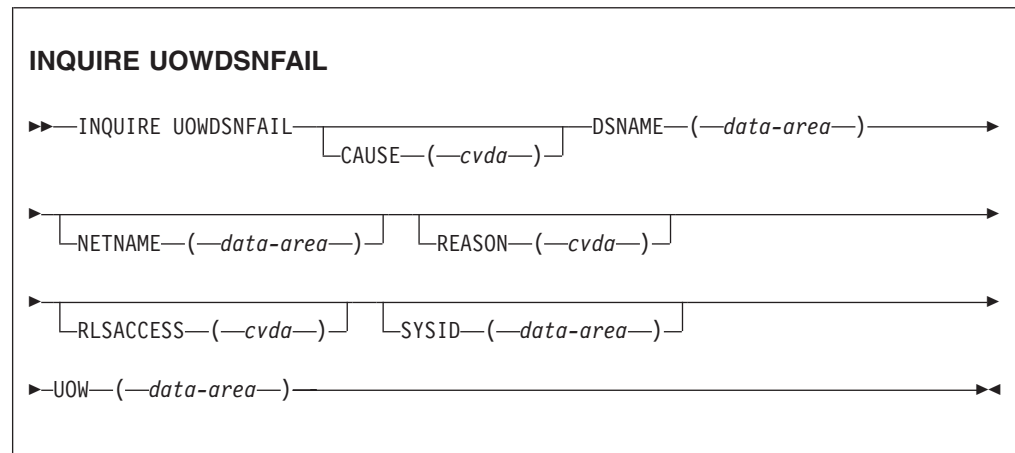 INQUIRE UOWDSNFAIL
INQUIRE UOWDSNFAIL DSNAME ( data-area )
CAUSE ( cvda )
NETNAME ( data-area ) REASON ( cvda )
RLSACCESS ( cvda ) SYSID ( data-area )
UOW ( data-area )